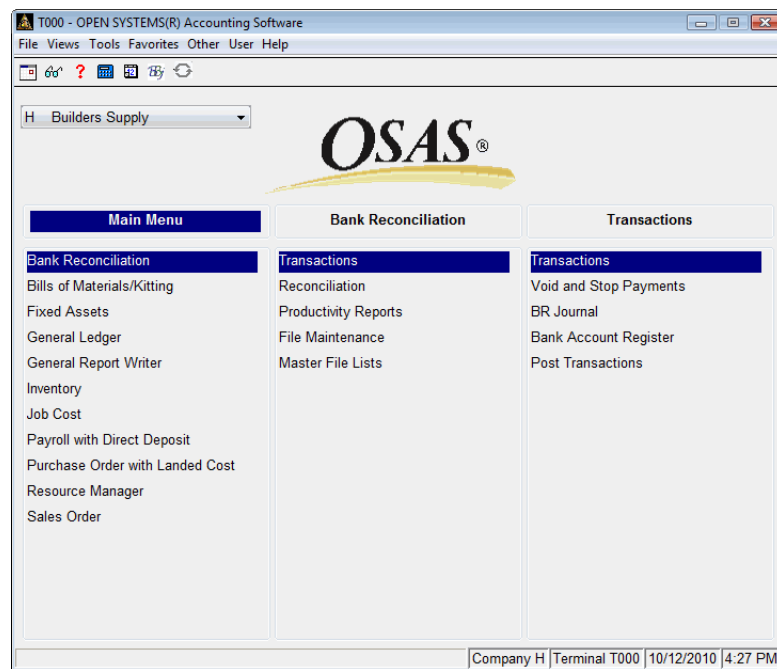 T000 - OPEN SYSTEMS(R) Accounting Software
File Views Tools Favorites Other User Help
H Builders Supply
OSAS®
Main Menu
Bank Reconciliation
Transactions
Bank Reconciliation
Bills of Materials/Kitting
Fixed Assets
General Ledger
General Report Writer
Inventory
Job Cost
Payroll with Direct Deposit
Purchase Order with Landed Cost
Resource Manager
Sales Order
Transactions
Reconciliation
Productivity Reports
File Maintenance
Master File Lists
Transactions
Void and Stop Payments
BR Journal
Bank Account Register
Post Transactions
Company H Terminal T000 10/12/2010 4:27 PM